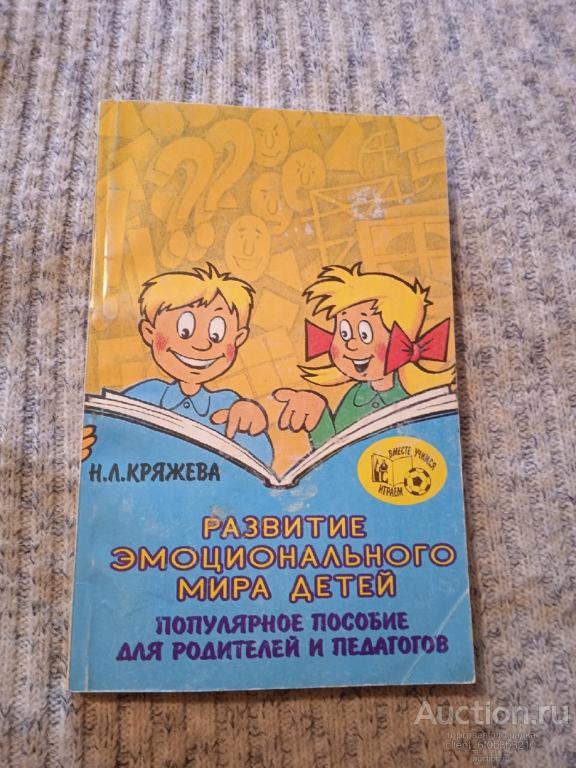 Н.Л.КРЯЖЕВА
ВМЕСТЕ УЧИМСЯ
ИГРАЕМ
РАЗВИТИЕ
ЭМОЦИОНАЛЬНОГО
МИРА ДЕТЕЙ
ПОПУЛЯРНОЕ ПОСОБИЕ
ДЛЯ РОДИТЕЛЕЙ И ПЕДАГОГОВ
Auction.ru